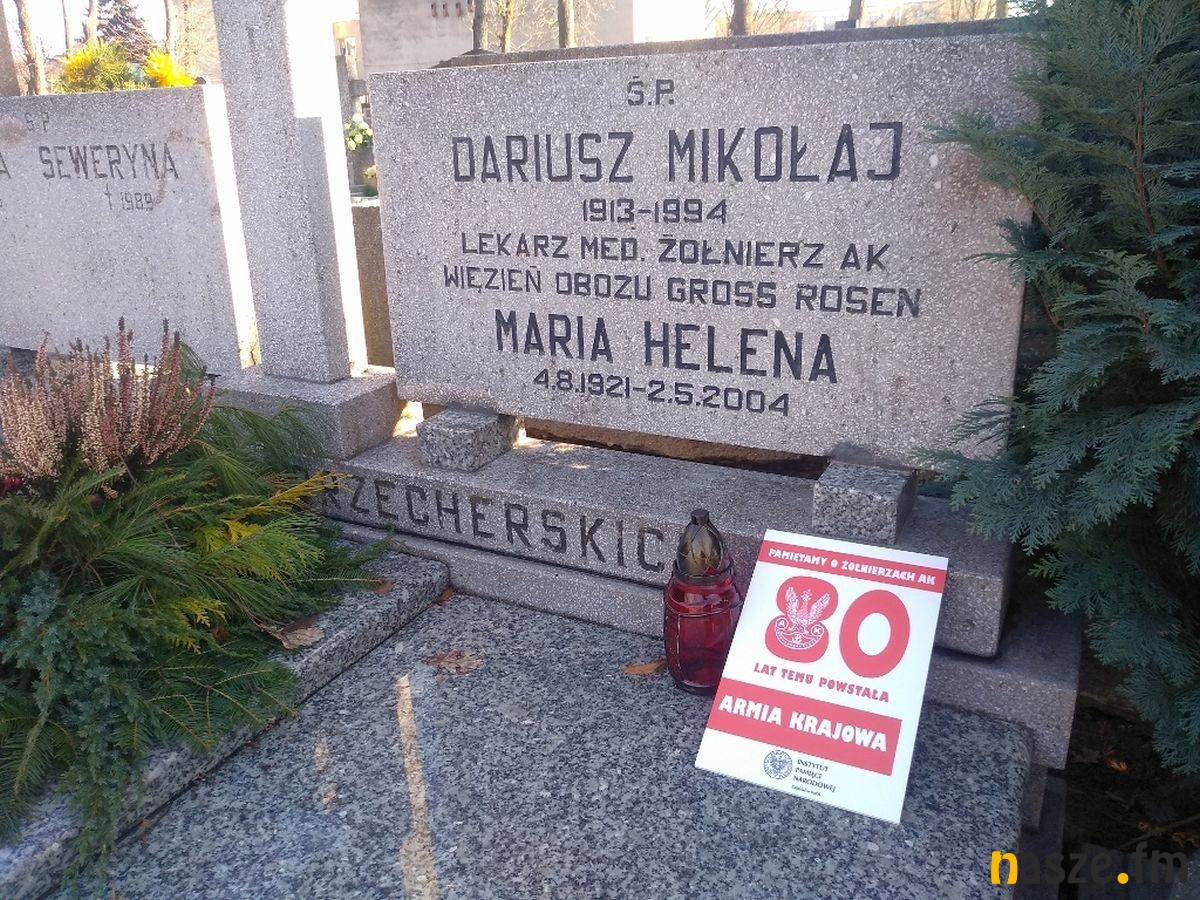 Ś.P.
SEWERYNA
† 1989
Ś.P.
DARIUSZ MIKOŁAJ
1913-1994
LEKARZ MED. ŻOŁNIERZ AK
WIĘZIEŃ OBOZU GROSS ROSEN
MARIA HELENA
4.8.1921-2.5.2004
RZECHERSKIC
PAMIĘTAMY O ŻOŁNIERZACH AK
80
A K
LAT TEMU POWSTAŁA
ARMIA KRAJOWA
INSTYTUT
PAMIĘCI
NARODOWEJ
nasze.fm